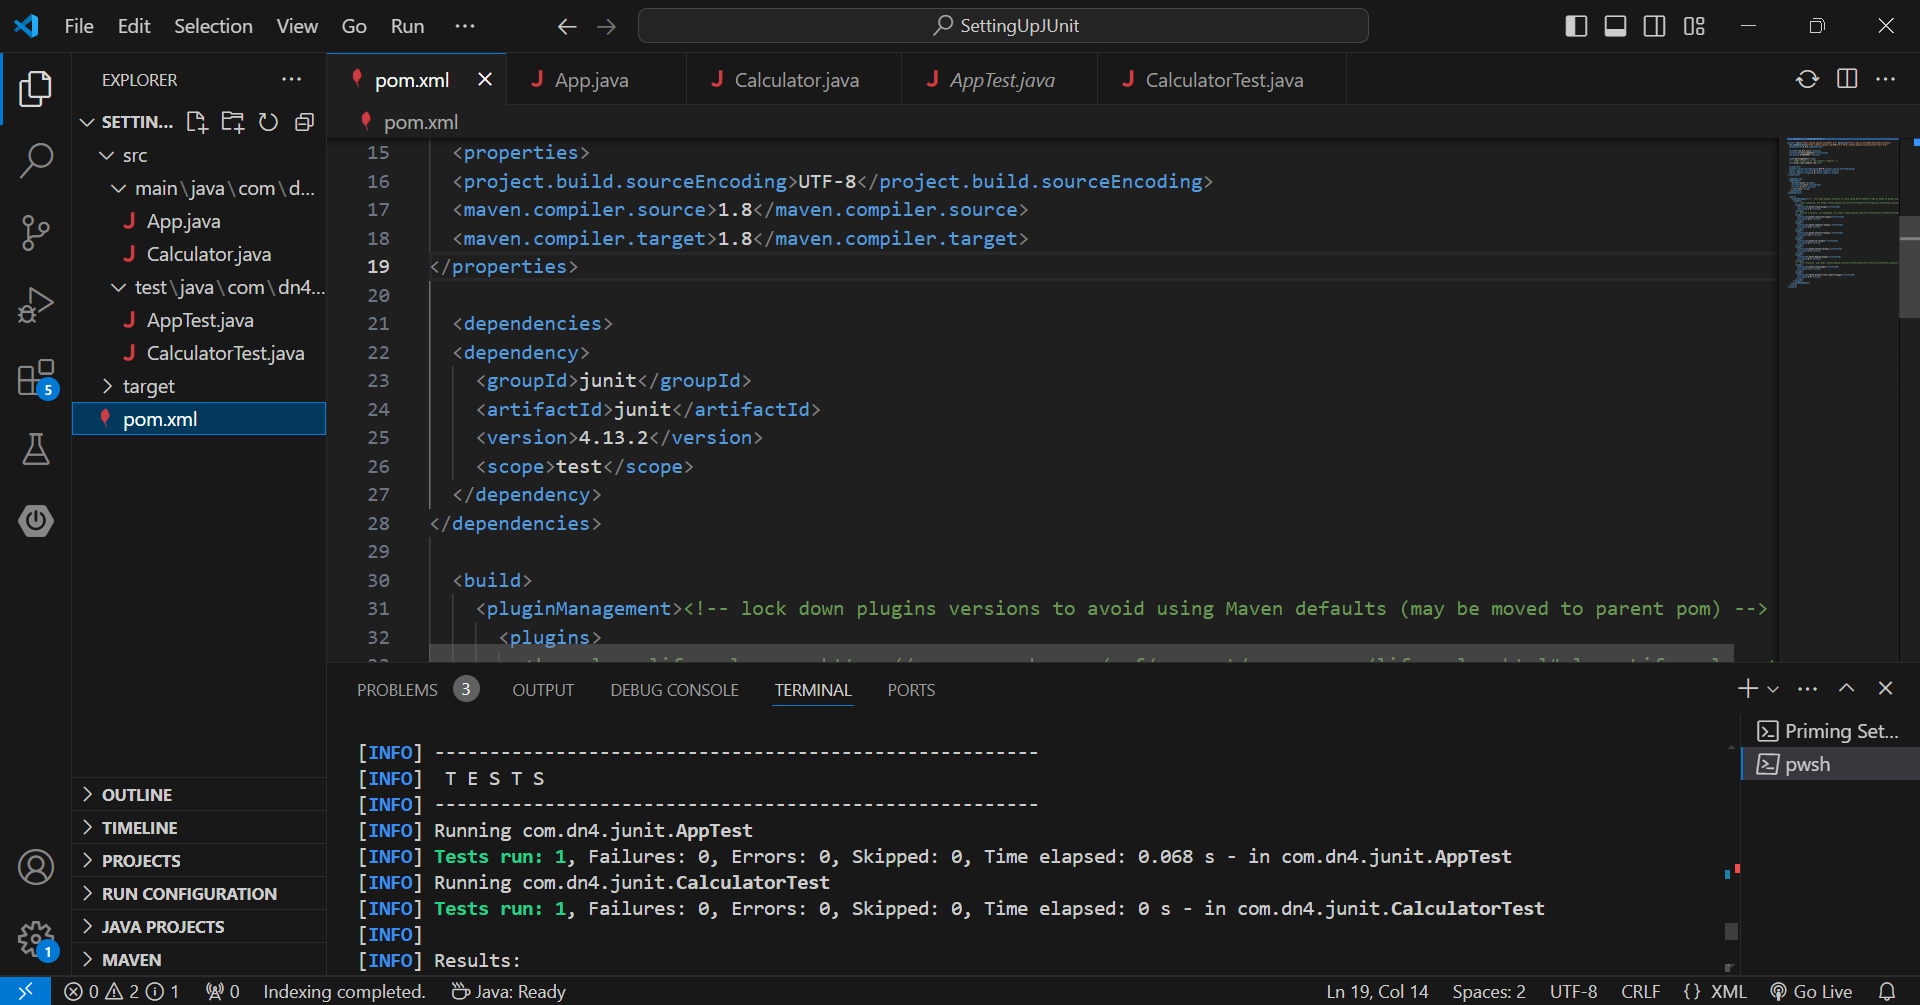 File Edit Selection View Go Run ··· SettingUpJUnit
EXPLORER
pom.xml App.java Calculator.java AppTest.java CalculatorTest.java
SETTIN...
pom.xml
src
main\java\com\d...
App.java
Calculator.java
test\java\com\dn4...
AppTest.java
CalculatorTest.java
target
pom.xml
5
15 <properties>
16 <project.build.sourceEncoding>UTF-8</project.build.sourceEncoding>
17 <maven.compiler.source>1.8</maven.compiler.source>
18 <maven.compiler.target>1.8</maven.compiler.target>
19 </properties>
20
21 <dependencies>
22 <dependency>
23 <groupId>junit</groupId>
24 <artifactId>junit</artifactId>
25 <version>4.13.2</version>
26 <scope>test</scope>
27 </dependency>
28 </dependencies>
29
30 <build>
31 <pluginManagement><!-- lock down plugins versions to avoid using Maven defaults (may be moved to parent pom) -->
32 <plugins>
PROBLEMS 3 OUTPUT DEBUG CONSOLE TERMINAL PORTS
Priming Set...
pwsh
[INFO] -------------------------------------------------------
[INFO]  T E S T S
[INFO] -------------------------------------------------------
[INFO] Running com.dn4.junit.AppTest
[INFO] Tests run: 1, Failures: 0, Errors: 0, Skipped: 0, Time elapsed: 0.068 s - in com.dn4.junit.AppTest
[INFO] Running com.dn4.junit.CalculatorTest
[INFO] Tests run: 1, Failures: 0, Errors: 0, Skipped: 0, Time elapsed: 0 s - in com.dn4.junit.CalculatorTest
[INFO]
[INFO] Results:
OUTLINE
TIMELINE
PROJECTS
RUN CONFIGURATION
JAVA PROJECTS
MAVEN
1
0 2 1 0 Indexing completed. Java: Ready Ln 19, Col 14 Spaces: 2 UTF-8 CRLF {} XML Go Live